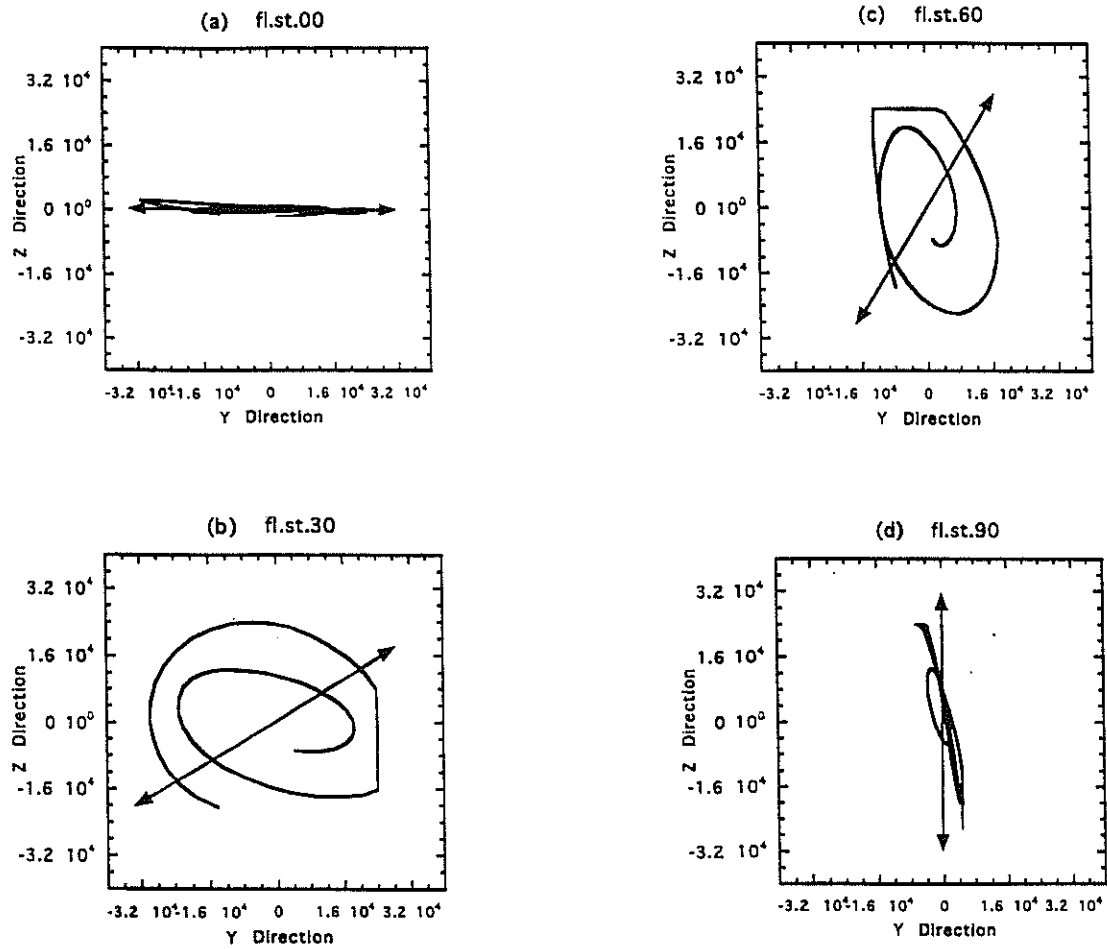 (a) fl.st.00
3.2 10⁴
1.6 10⁴
0 10⁰
-1.6 10⁴
-3.2 10⁴
Z Direction
-3.2 10⁴-1.6 10⁴ 0 1.6 10⁴ 3.2 10⁴
Y Direction
(c) fl.st.60
3.2 10⁴
1.6 10⁴
0 10⁰
-1.6 10⁴
-3.2 10⁴
Z Direction
-3.2 10⁴-1.6 10⁴ 0 1.6 10⁴ 3.2 10⁴
Y Direction
(b) fl.st.30
3.2 10⁴
1.6 10⁴
0 10⁰
-1.6 10⁴
-3.2 10⁴
Z Direction
-3.2 10⁴-1.6 10⁴ 0 1.6 10⁴ 3.2 10⁴
Y Direction
(d) fl.st.90
3.2 10⁴
1.6 10⁴
0 10⁰
-1.6 10⁴
-3.2 10⁴
Z Direction
-3.2 10⁴-1.6 10⁴ 0 1.6 10⁴ 3.2 10⁴
Y Direction